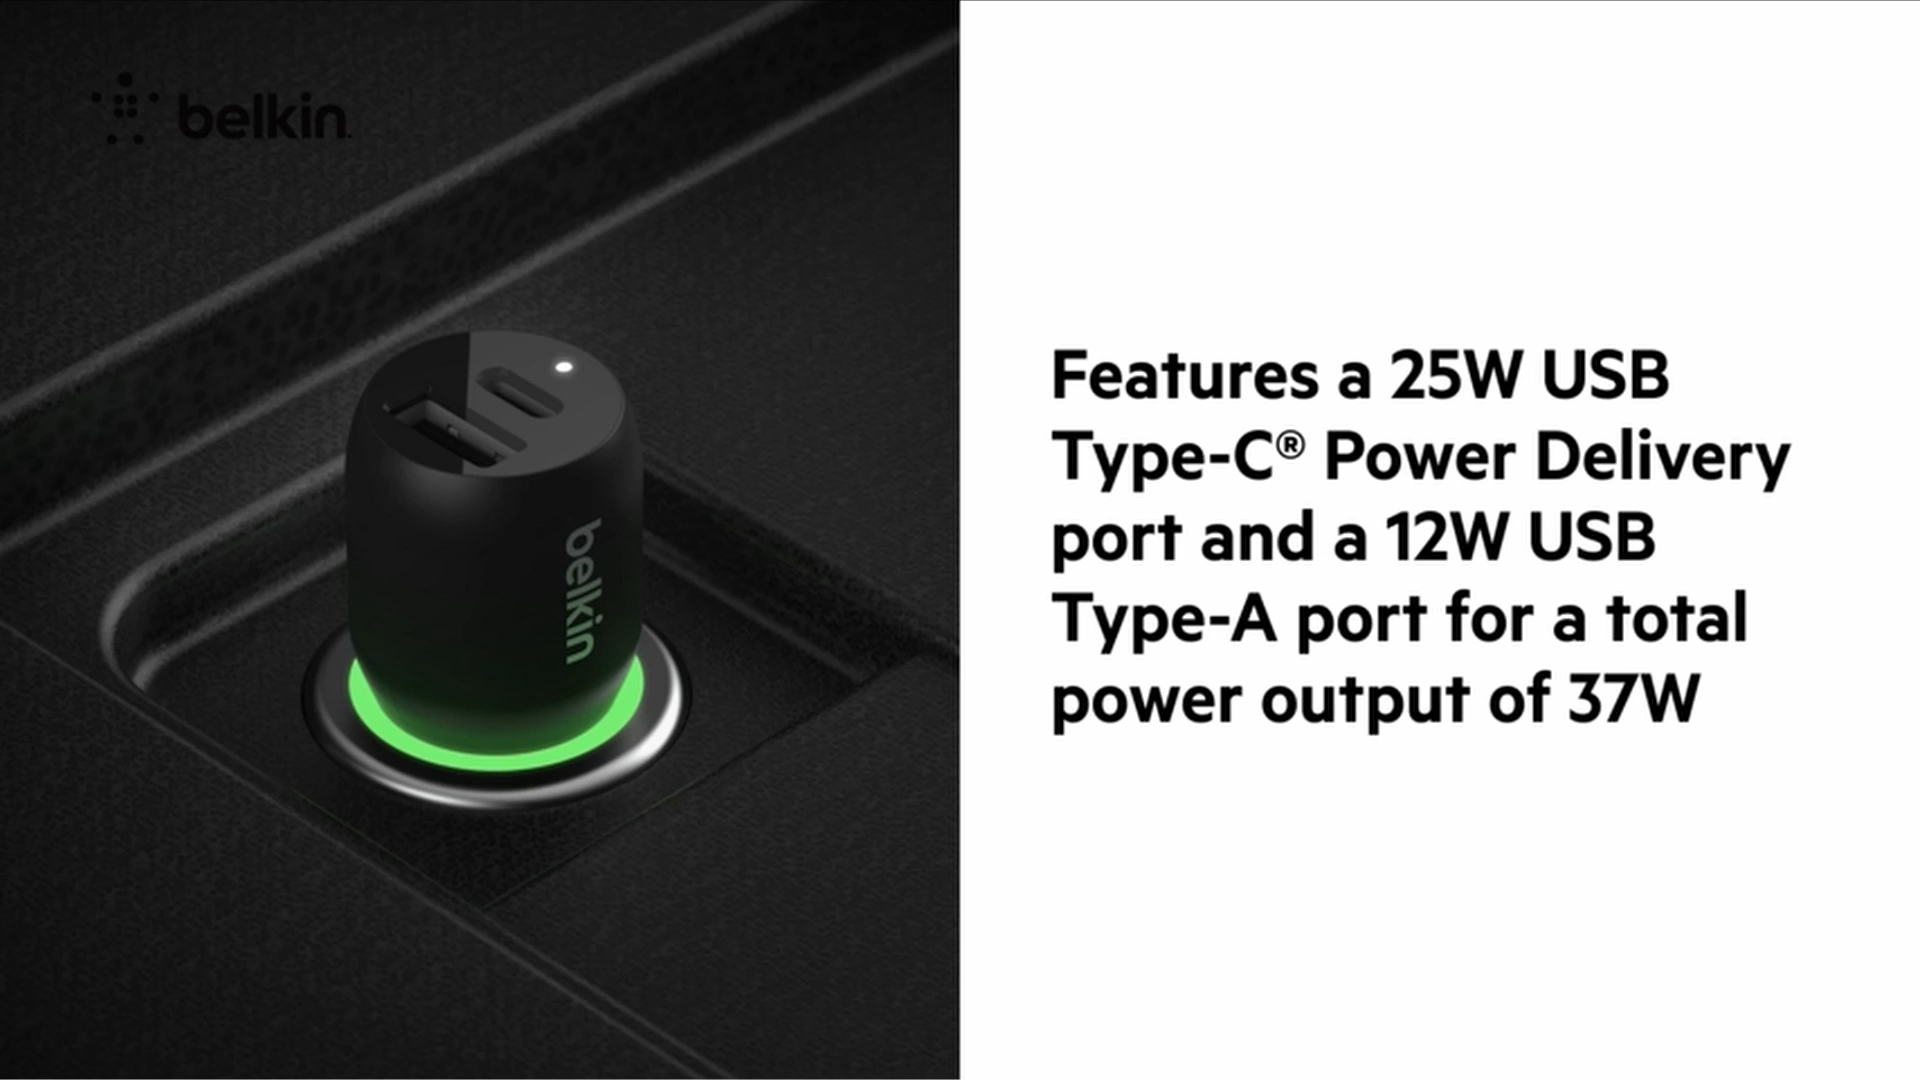 belkin.
belkin
Features a 25W USB
Type-C® Power Delivery
port and a 12W USB
Type-A port for a total
power output of 37W